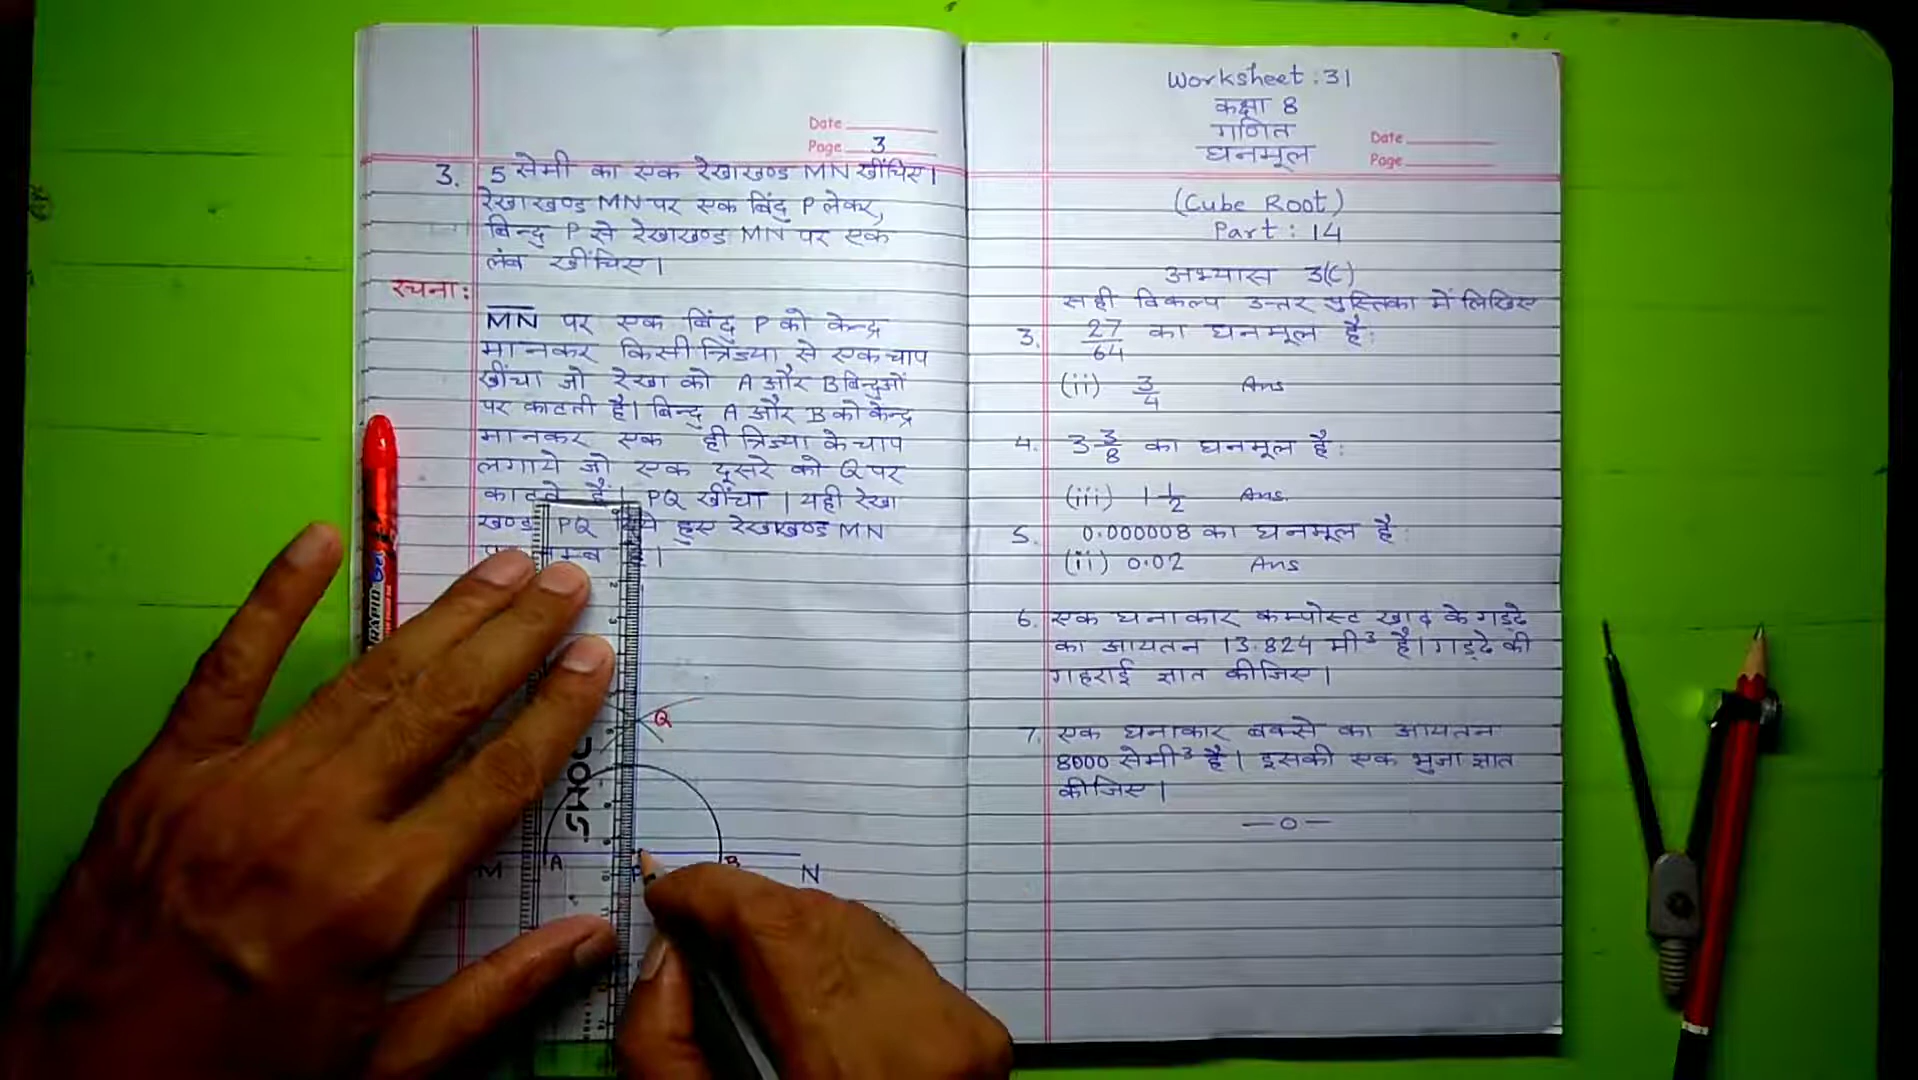 Date
Page 3
3. 5 सेमी का एक रेखाखण्ड MN खींचिए।
रेखाखण्ड MN पर एक बिंदु P लेकर,
बिन्दु P से रेखाखण्ड MN पर एक
लंब खींचिए।
रचना:
MN पर एक बिंदु P को केन्द्र
मानकर किसी त्रिज्या से एक चाप
खींचा जो रेखा को A और B बिन्दुओं
पर काटती है। बिन्दु A और B को केन्द्र
मानकर एक ही त्रिज्या के चाप
लगाये जो एक दूसरे को Q पर
काटते हैं। PQ खींचा। यही रेखा
खण्ड PQ हुए रेखाखण्ड MN
Q
M A P B N
Worksheet: 31
कक्षा 8
गणित
घनमूल
Date
Page
(Cube Root)
Part: 14
अभ्यास 3(C)
सही विकल्प उत्तर पुस्तिका में लिखिए
3. 27/64 का घनमूल है:
(ii) 3/4 Ans
4. 3 3/8 का घनमूल है:
(iii) 1 1/2 Ans.
5. 0.000008 का घनमूल है:
(ii) 0.02 Ans
6. एक घनाकार कम्पोस्ट खाद के गड्ढे
का आयतन 13.824 मी³ है। गड्ढे की
गहराई ज्ञात कीजिए।
7. एक घनाकार बक्से का आयतन
8000 सेमी³ है। इसकी एक भुजा ज्ञात
कीजिए।
—0—